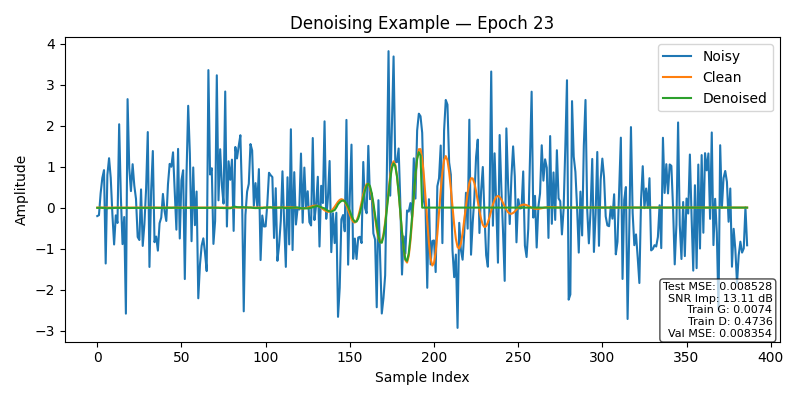 Denoising Example — Epoch 23
4
3
2
1
0
−1
−2
−3
Amplitude
0
50
100
150
200
250
300
350
400
Sample Index
Noisy
Clean
Denoised
Test MSE: 0.008528
SNR Imp: 13.11 dB
Train G: 0.0074
Train D: 0.4736
Val MSE: 0.008354